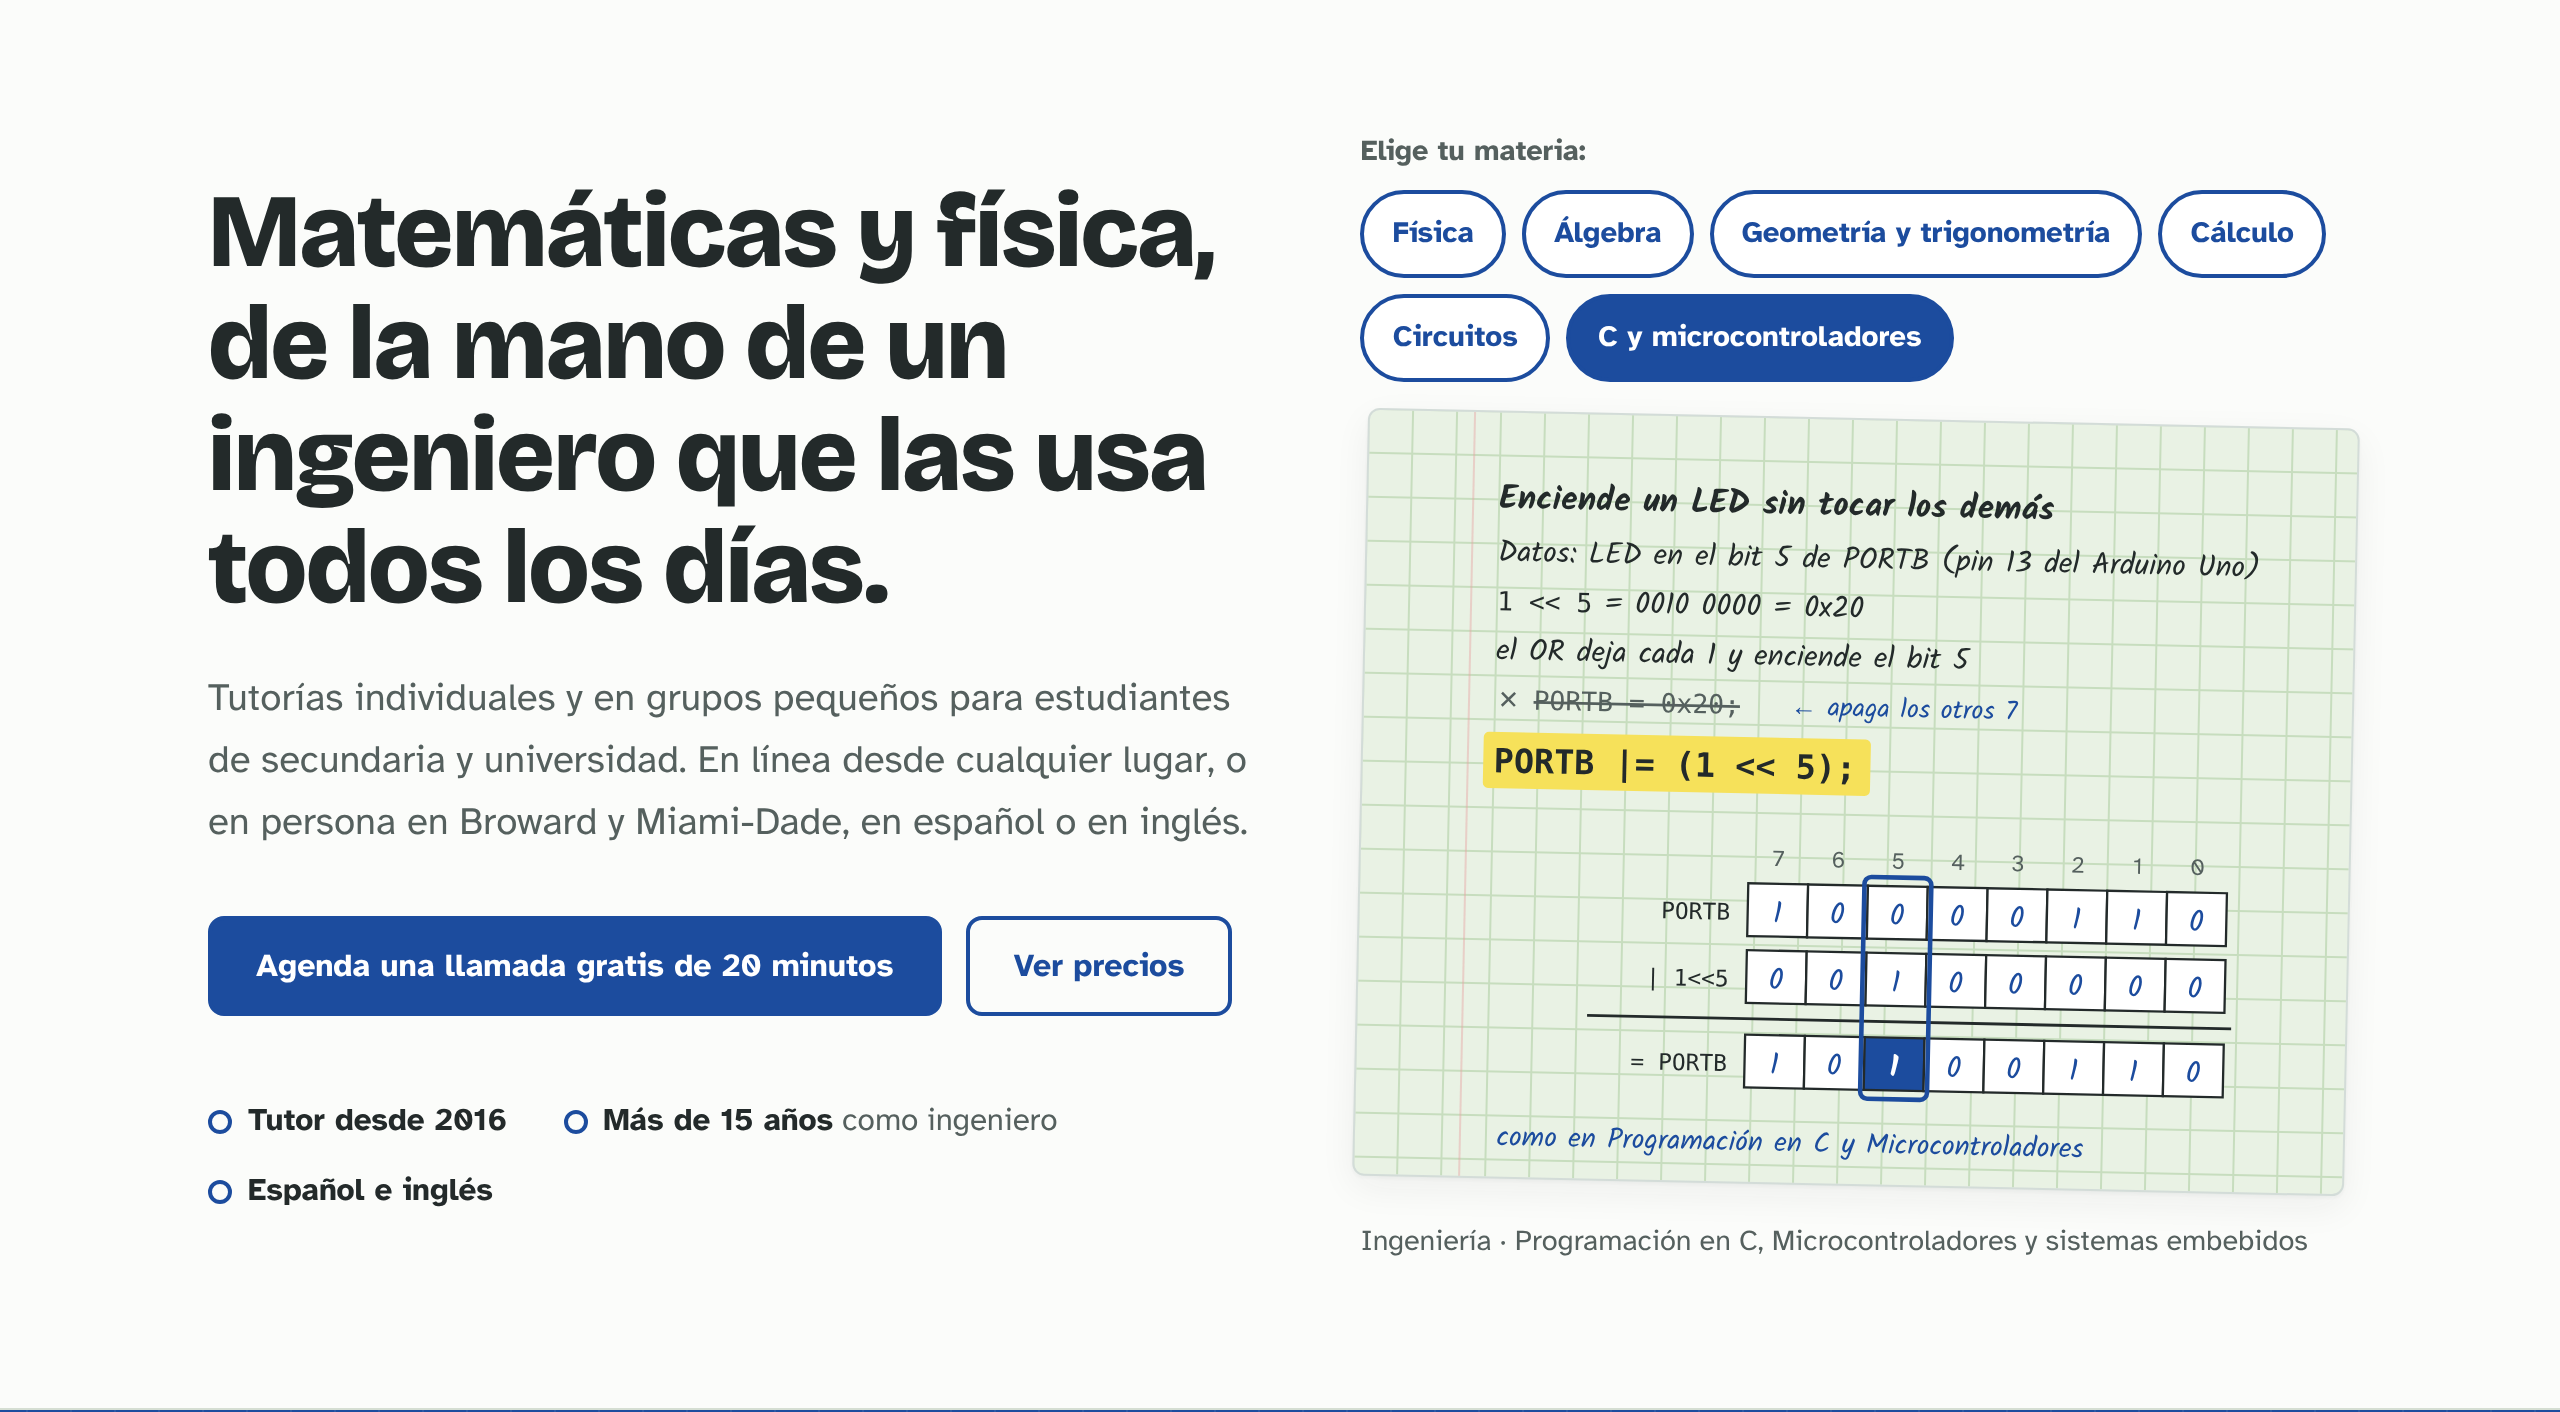 Matemáticas y física,
de la mano de un
ingeniero que las usa
todos los días.
Tutorías individuales y en grupos pequeños para estudiantes
de secundaria y universidad. En línea desde cualquier lugar, o
en persona en Broward y Miami-Dade, en español o en inglés.
Agenda una llamada gratis de 20 minutos
Ver precios
Tutor desde 2016
Más de 15 años como ingeniero
Español e inglés
Elige tu materia:
Física
Álgebra
Geometría y trigonometría
Cálculo
Circuitos
C y microcontroladores
Enciende un LED sin tocar los demás
Datos: LED en el bit 5 de PORTB (pin 13 del Arduino Uno)
1 << 5 = 0010 0000 = 0x20
el OR deja cada 1 y enciende el bit 5
× PORTB = 0x20; ← apaga los otros 7
PORTB |= (1 << 5);
7 6 5 4 3 2 1 0
PORTB 1 0 0 0 0 1 1 0
| 1<<5 0 0 1 0 0 0 0 0
= PORTB 1 0 1 0 0 1 1 0
como en Programación en C y Microcontroladores
Ingeniería · Programación en C, Microcontroladores y sistemas embebidos